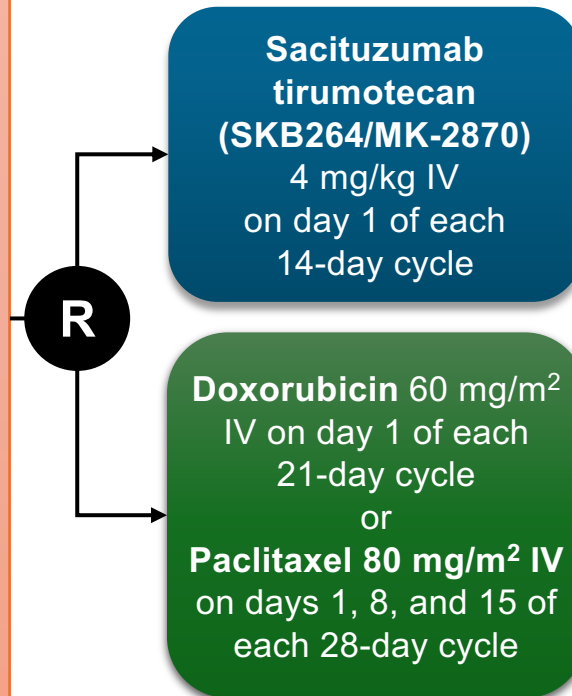 Sacituzumab
tirumotecan
(SKB264/MK-2870)
4 mg/kg IV
on day 1 of each
14-day cycle
R
Doxorubicin 60 mg/m²
IV on day 1 of each
21-day cycle
or
Paclitaxel 80 mg/m² IV
on days 1, 8, and 15 of
each 28-day cycle